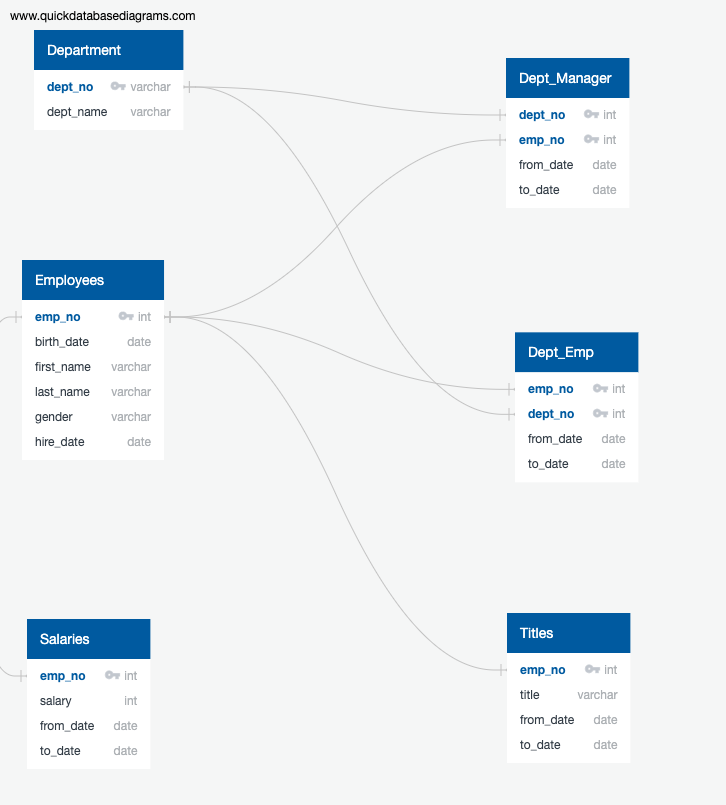 www.quickdatabasediagrams.com
Department
dept_no varchar
dept_name varchar
Dept_Manager
dept_no int
emp_no int
from_date date
to_date date
Employees
emp_no int
birth_date date
first_name varchar
last_name varchar
gender varchar
hire_date date
Dept_Emp
emp_no int
dept_no int
from_date date
to_date date
Salaries
emp_no int
salary int
from_date date
to_date date
Titles
emp_no int
title varchar
from_date date
to_date date